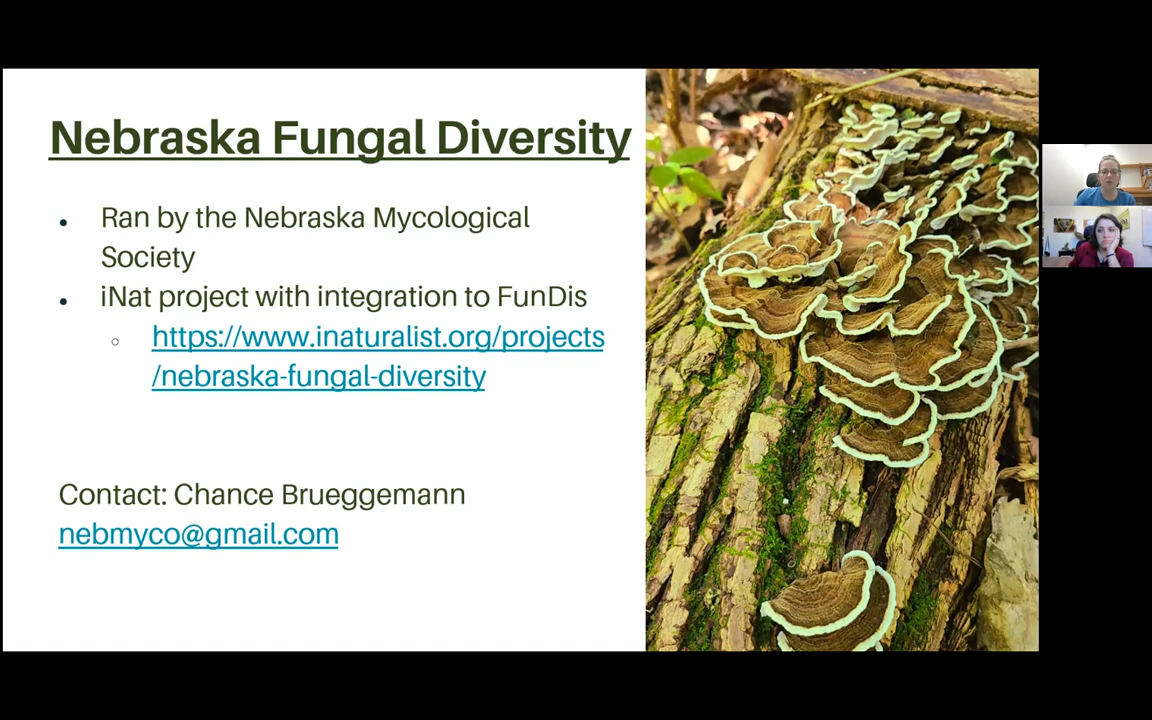 Nebraska Fungal Diversity
• Ran by the Nebraska Mycological
Society
• iNat project with integration to FunDis
○ https://www.inaturalist.org/projects
/nebraska-fungal-diversity
Contact: Chance Brueggemann
nebmyco@gmail.com